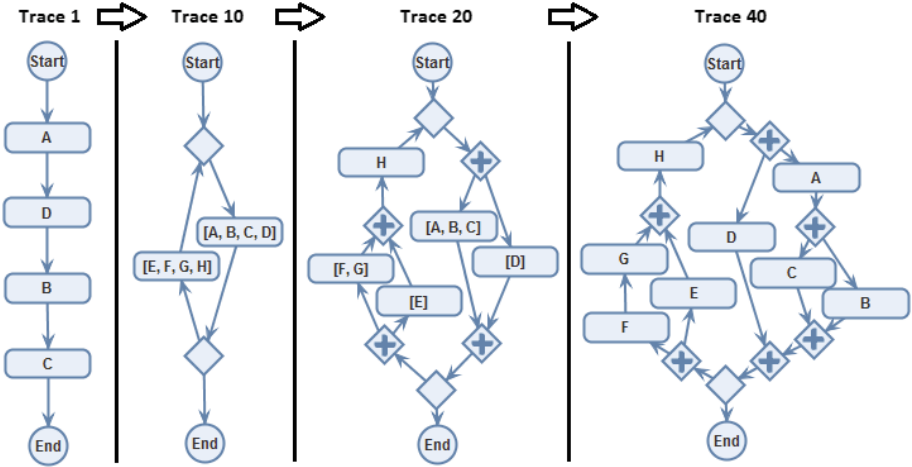 Trace 1
Trace 10
Trace 20
Trace 40
Start
A
D
B
C
End
Start
[A, B, C, D]
[E, F, G, H]
End
Start
H
[A, B, C]
[D]
[F, G]
[E]
End
Start
H
A
D
G
C
E
B
F
End